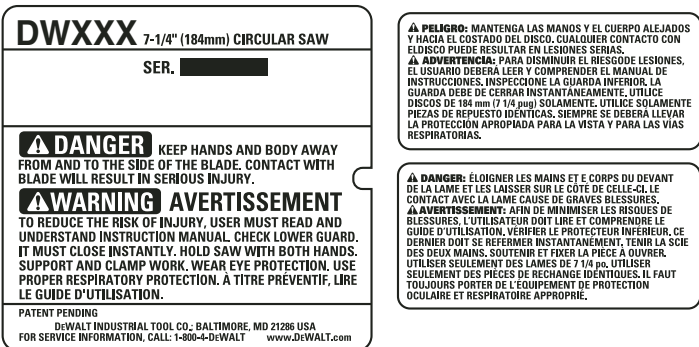 DWXXX 7-1/4" (184mm) CIRCULAR SAW
SER.
⚠ DANGER KEEP HANDS AND BODY AWAY
FROM AND TO THE SIDE OF THE BLADE. CONTACT WITH
BLADE WILL RESULT IN SERIOUS INJURY.
⚠ WARNING AVERTISSEMENT
TO REDUCE THE RISK OF INJURY, USER MUST READ AND
UNDERSTAND INSTRUCTION MANUAL. CHECK LOWER GUARD.
IT MUST CLOSE INSTANTLY. HOLD SAW WITH BOTH HANDS.
SUPPORT AND CLAMP WORK. WEAR EYE PROTECTION. USE
PROPER RESPIRATORY PROTECTION. À TÎTRE PRÉVENTIF, LIRE
LE GUIDE D'UTILISATION.
PATENT PENDING
DEWALT INDUSTRIAL TOOL CO.; BALTIMORE, MD 21286 USA
FOR SERVICE INFORMATION, CALL: 1-800-4-DEWALT www.DEWALT.com
⚠ PELIGRO: MANTENGA LAS MANOS Y EL CUERPO ALEJADOS
Y HACIA EL COSTADO DEL DISCO. CUALQUIER CONTACTO CON
ELDISCO PUEDE RESULTAR EN LESIONES SERIAS.
⚠ ADVERTENCIA: PARA DISMINUIR EL RIESGODE LESIONES,
EL USUARIO DEBERÁ LEER Y COMPRENDER EL MANUAL DE
INSTRUCCIONES. INSPECCIONE LA GUARDA INFERIOR. LA
GUARDA DEBE DE CERRAR INSTANTÁNEAMENTE. UTILICE
DISCOS DE 184 mm (7 1/4 pug) SOLAMENTE. UTILICE SOLAMENTE
PIEZAS DE REPUESTO IDÉNTICAS. SIEMPRE SE DEBERÁ LLEVAR
LA PROTECCIÓN APROPIADA PARA LA VISTA Y PARA LAS VÍAS
RESPIRATORIAS.
⚠ DANGER: ÉLOIGNER LES MAINS ET E CORPS DU DEVANT
DE LA LAME ET LES LAISSER SUR LE CÔTÉ DE CELLE-CI. LE
CONTACT AVEC LA LAME CAUSE DE GRAVES BLESSURES.
⚠ AVERTISSEMENT: AFIN DE MINIMISER LES RISQUES DE
BLESSURES, L'UTILISATEUR DOIT LIRE ET COMPRENDRE LE
GUIDE D'UTILISATION. VÉRIFIER LE PROTECTEUR INFÉRIEUR. CE
DERNIER DOIT SE REFERMER INSTANTANÉMENT, TENIR LA SCIE
DES DEUX MAINS. SOUTENIR ET FIXER LA PIÈCE À OUVRER.
UTILISER SEULEMENT DES LAMES DE 7 1/4 po. UTILISER
SEULEMENT DES PIÈCES DE RECHANGE IDENTIQUES. IL FAUT
TOUJOURS PORTER DE L'ÉQUIPEMENT DE PROTECTION
OCULAIRE ET RESPIRATOIRE APPROPRIÉ.